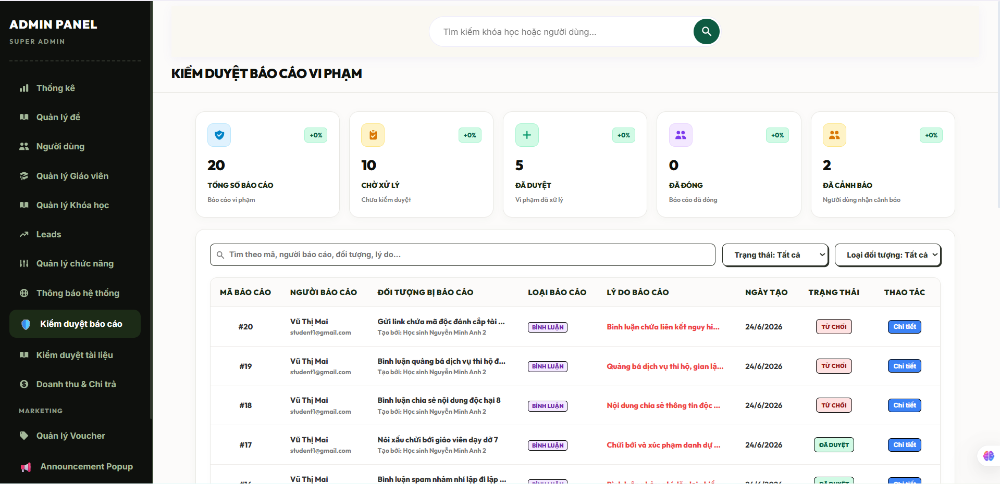 ADMIN PANEL
SUPER ADMIN
Thống kê
Quản lý đề
Người dùng
Quản lý Giáo viên
Quản lý Khóa học
Leads
Quản lý chức năng
Thông báo hệ thống
Kiểm duyệt báo cáo
Kiểm duyệt tài liệu
Doanh thu & Chi trả
MARKETING
Quản lý Voucher
Announcement Popup
Tìm kiếm khóa học hoặc người dùng...
KIỂM DUYỆT BÁO CÁO VI PHẠM
+0%
20
TỔNG SỐ BÁO CÁO
Báo cáo vi phạm
+0%
10
CHỜ XỬ LÝ
Chưa kiểm duyệt
+0%
5
ĐÃ DUYỆT
Vi phạm đã xử lý
+0%
0
ĐÃ ĐÓNG
Báo cáo đã đóng
+0%
2
ĐÃ CẢNH BÁO
Người dùng nhận cảnh báo
Tìm theo mã, người báo cáo, đối tượng, lý do...
Trạng thái: Tất cả
Loại đối tượng: Tất cả
MÃ BÁO CÁO NGƯỜI BÁO CÁO ĐỐI TƯỢNG BỊ BÁO CÁO LOẠI BÁO CÁO LÝ DO BÁO CÁO NGÀY TẠO TRẠNG THÁI THAO TÁC
#20 Vũ Thị Mai Gửi link chứa mã độc đánh cắp tài ... BÌNH LUẬN Bình luận chứa liên kết nguy hi... 24/6/2026 TỪ CHỐI Chi tiết
student1@gmail.com Tạo bởi: Học sinh Nguyễn Minh Anh 2
#19 Vũ Thị Mai Bình luận quảng bá dịch vụ thi hộ đ... BÌNH LUẬN Quảng bá dịch vụ thi hộ, gian lậ... 24/6/2026 TỪ CHỐI Chi tiết
student1@gmail.com Tạo bởi: Học sinh Nguyễn Minh Anh 2
#18 Vũ Thị Mai Bình luận chia sẻ nội dung độc hại 8 BÌNH LUẬN Nội dung chia sẻ thông tin độc ... 24/6/2026 TỪ CHỐI Chi tiết
student1@gmail.com Tạo bởi: Học sinh Nguyễn Minh Anh 2
#17 Vũ Thị Mai Nói xấu chửi bới giáo viên dạy dở 7 BÌNH LUẬN Chửi bới và xúc phạm danh dự ... 24/6/2026 ĐÃ DUYỆT Chi tiết
student1@gmail.com Tạo bởi: Học sinh Nguyễn Minh Anh 2
Vũ Thị Mai Bình luận spam nhảm nhí lặp đi lặp ...